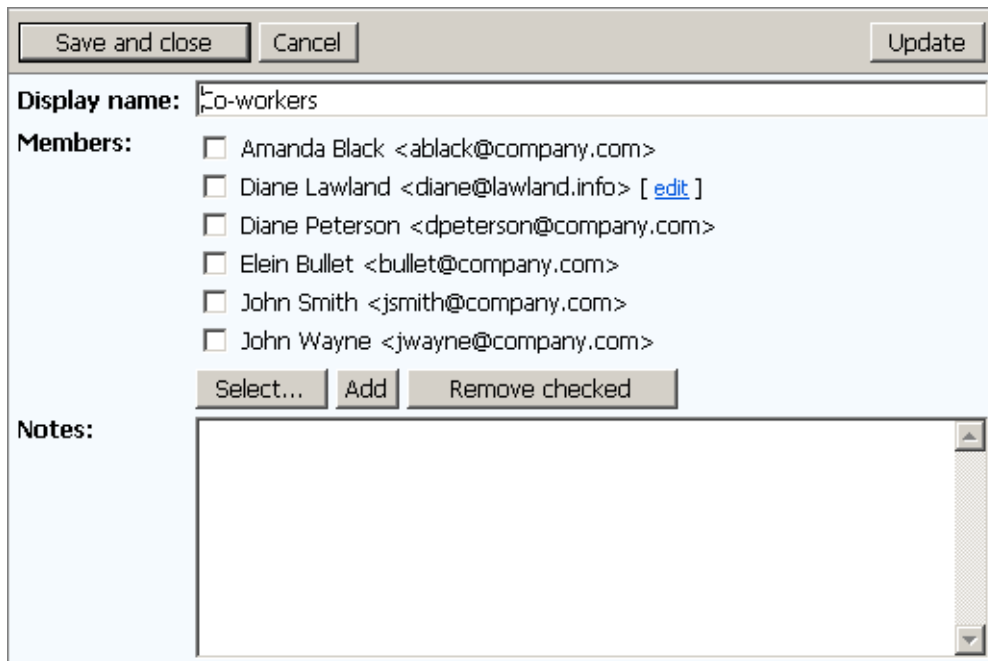 Save and close Cancel Update
Display name: Co-workers
Members: Amanda Black <ablack@company.com>
Diane Lawland <diane@lawland.info> [ edit ]
Diane Peterson <dpeterson@company.com>
Elein Bullet <bullet@company.com>
John Smith <jsmith@company.com>
John Wayne <jwayne@company.com>
Select... Add Remove checked
Notes: